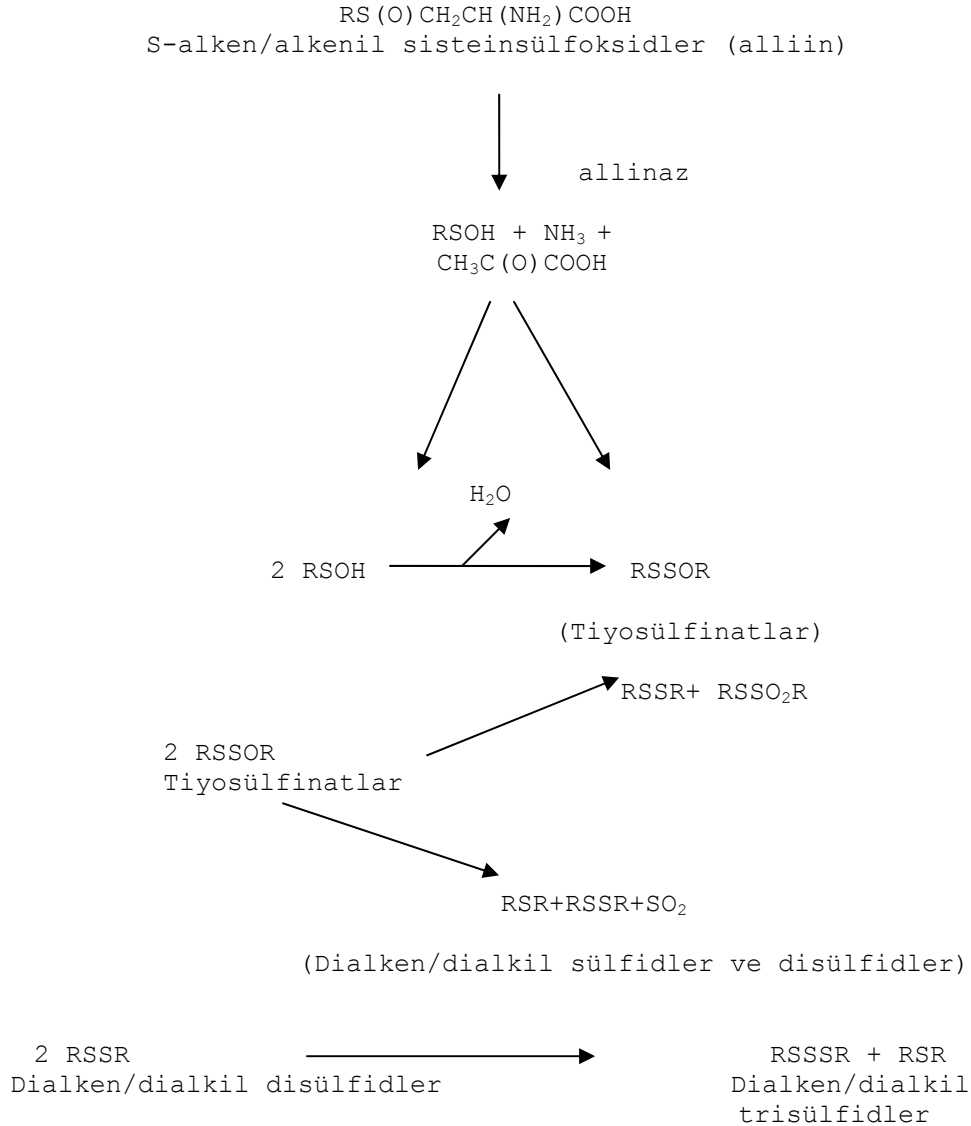 RS(O)CH₂CH(NH₂)COOH
S-alken/alkenil sisteinsülfoksidler (alliin)
allinaz
RSOH + NH₃ +
CH₃C(O)COOH
H₂O
2 RSOH RSSOR
(Tiyosülfinatlar)
RSSR+ RSSO₂R
2 RSSOR
Tiyosülfinatlar
RSR+RSSR+SO₂
(Dialken/dialkil sülfidler ve disülfidler)
2 RSSR RSSSR + RSR
Dialken/dialkil disülfidler Dialken/dialkil
trisülfidler